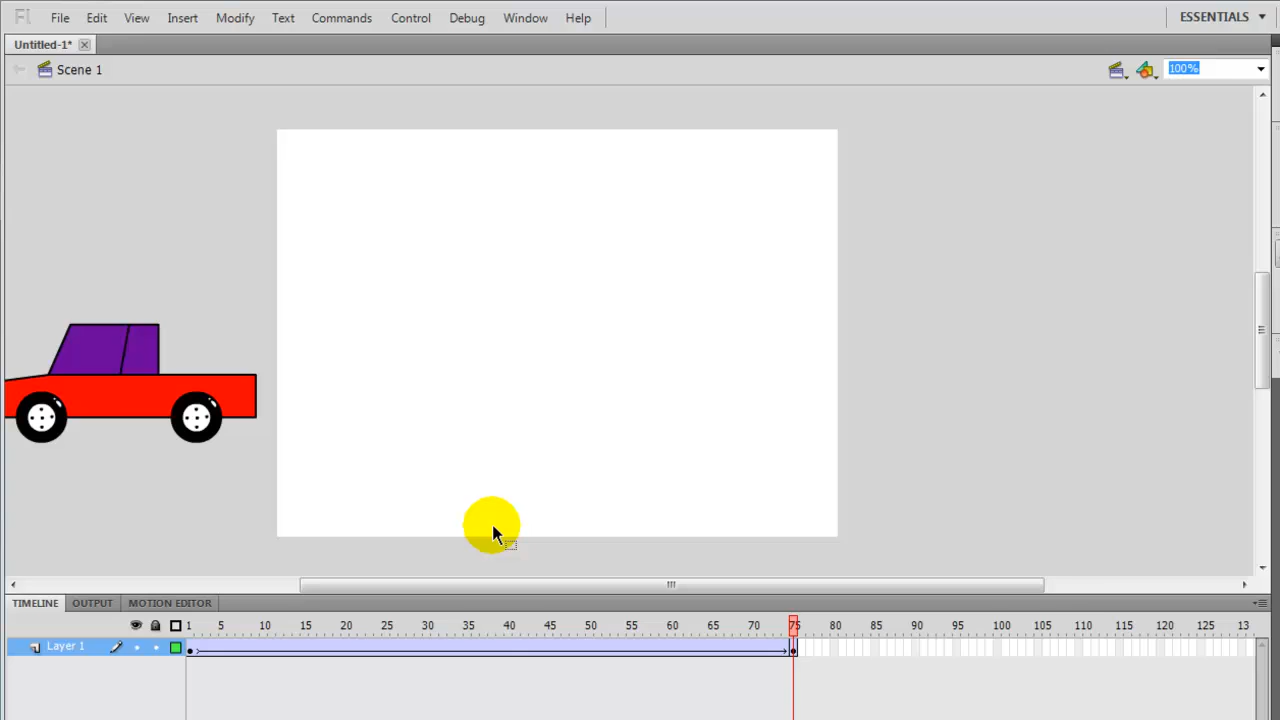 Fl File Edit View Insert Modify Text Commands Control Debug Window Help ESSENTIALS
Untitled-1*
Scene 1 100%
TIMELINE OUTPUT MOTION EDITOR
1 5 10 15 20 25 30 35 40 45 50 55 60 65 70 75 80 85 90 95 100 105 110 115 120 125 13
Layer 1